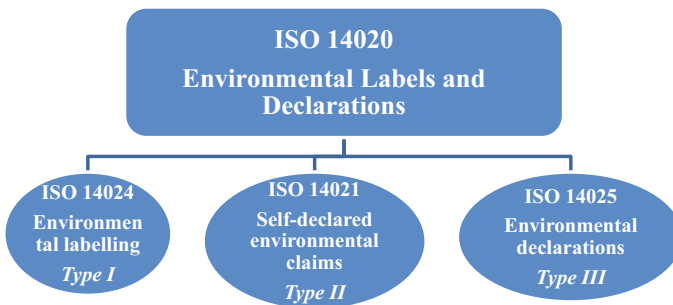 ISO 14020
Environmental Labels and
Declarations
ISO 14024
Environmen
tal labelling
Type I
ISO 14021
Self-declared
environmental
claims
Type II
ISO 14025
Environmental
declarations
Type III